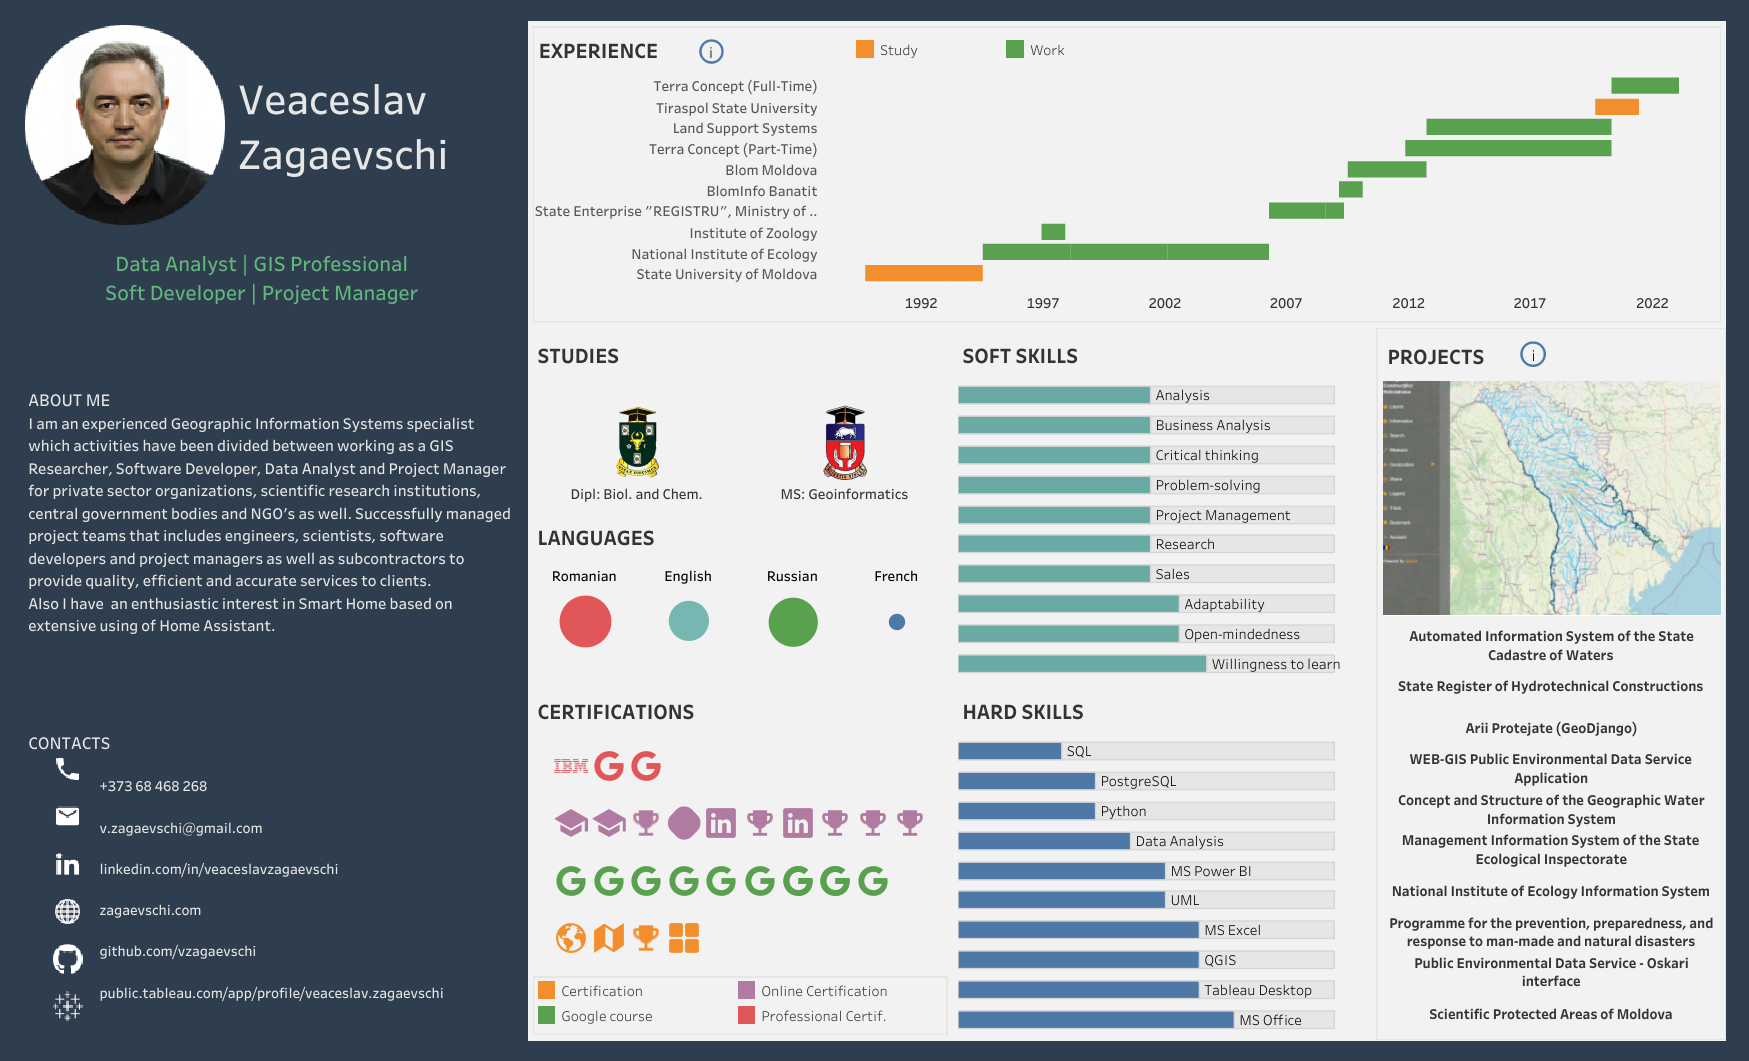 Veaceslav
Zagaevschi
Data Analyst | GIS Professional
Soft Developer | Project Manager
ABOUT ME
I am an experienced Geographic Information Systems specialist
which activities have been divided between working as a GIS
Researcher, Software Developer, Data Analyst and Project Manager
for private sector organizations, scientific research institutions,
central government bodies and NGO's as well. Successfully managed
project teams that includes engineers, scientists, software
developers and project managers as well as subcontractors to
provide quality, efficient and accurate services to clients.
Also I have an enthusiastic interest in Smart Home based on
extensive using of Home Assistant.
CONTACTS
+373 68 468 268
v.zagaevschi@gmail.com
in linkedin.com/in/veaceslavzagaevschi
zagaevschi.com
github.com/vzagaevschi
public.tableau.com/app/profile/veaceslav.zagaevschi
EXPERIENCE i
Study Work
Terra Concept (Full-Time)
Tiraspol State University
Land Support Systems
Terra Concept (Part-Time)
Blom Moldova
BlomInfo Banatit
State Enterprise "REGISTRU", Ministry of ..
Institute of Zoology
National Institute of Ecology
State University of Moldova
1992 1997 2002 2007 2012 2017 2022
STUDIES
Dipl: Biol. and Chem. MS: Geoinformatics
LANGUAGES
Romanian English Russian French
CERTIFICATIONS
IBM G G
in in
G G G G G G G G G
Certification Online Certification
Google course Professional Certif.
SOFT SKILLS
Analysis
Business Analysis
Critical thinking
Problem-solving
Project Management
Research
Sales
Adaptability
Open-mindedness
Willingness to learn
HARD SKILLS
SQL
PostgreSQL
Python
Data Analysis
MS Power BI
UML
MS Excel
QGIS
Tableau Desktop
MS Office
PROJECTS i
Layers
Information
Search
Measure
Geolocation
Share
Legend
Track
Bookmark
Account
Automated Information System of the State
Cadastre of Waters
State Register of Hydrotechnical Constructions
Arii Protejate (GeoDjango)
WEB-GIS Public Environmental Data Service
Application
Concept and Structure of the Geographic Water
Information System
Management Information System of the State
Ecological Inspectorate
National Institute of Ecology Information System
Programme for the prevention, preparedness, and
response to man-made and natural disasters
Public Environmental Data Service - Oskari
interface
Scientific Protected Areas of Moldova